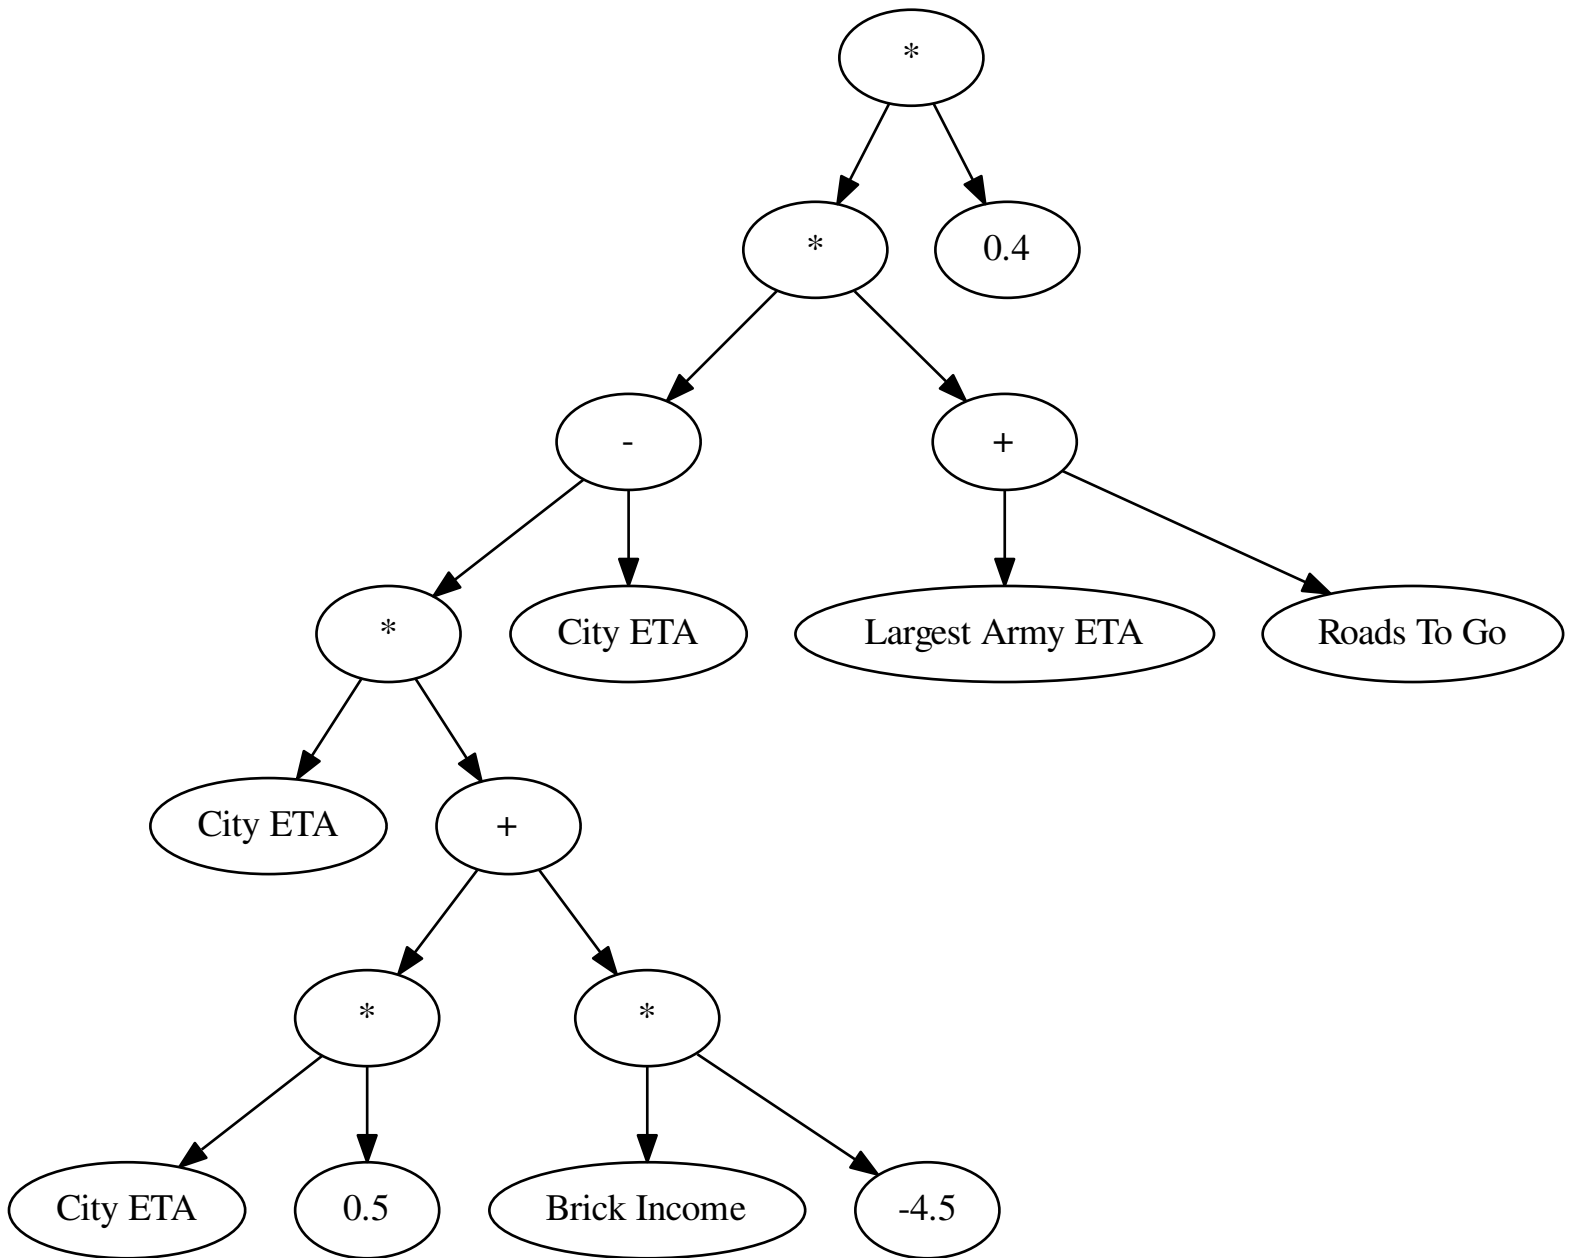 *
*
0.4
-
+
*
City ETA
Largest Army ETA
Roads To Go
City ETA
+
*
*
City ETA
0.5
Brick Income
-4.5